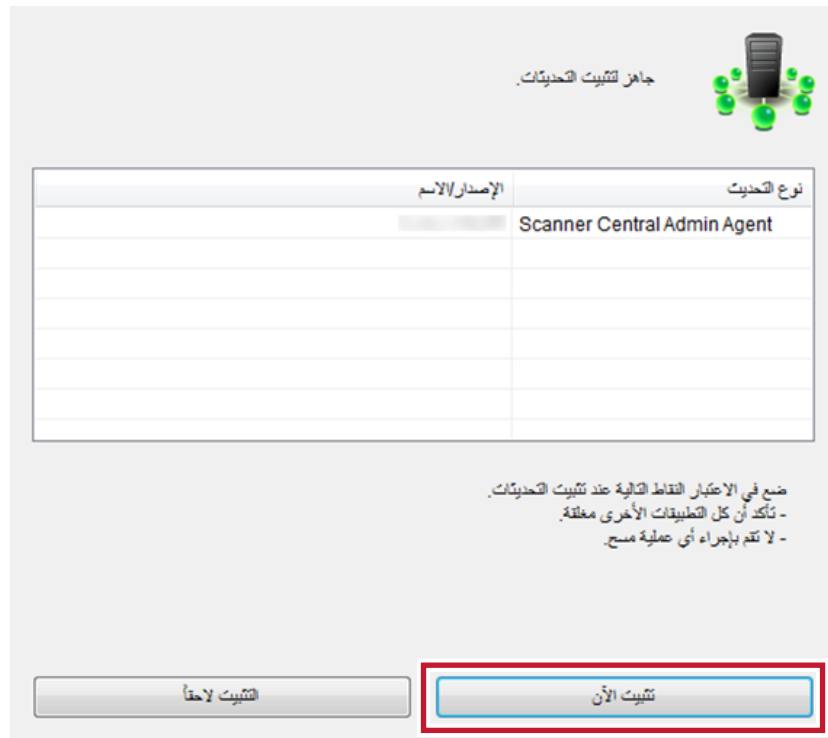 جاهز لتثبيت التحديثات.
نوع التحديث الإصدار/الاسم
Scanner Central Admin Agent
ضع في الاعتبار النقاط التالية عند تثبيت التحديثات.
- تأكد أن كل التطبيقات الأخرى مغلقة.
- لا تقم بإجراء أي عملية مسح.
تثبيت الآن التثبيت لاحقاً